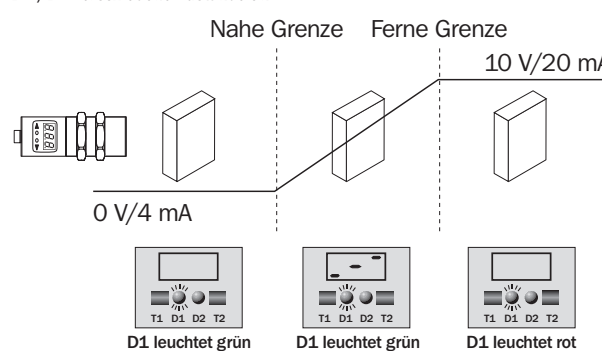 Nahe Grenze Ferne Grenze
10 V/20 mA
0 V/4 mA
T1 D1 D2 T2
T1 D1 D2 T2
T1 D1 D2 T2
D1 leuchtet grün
D1 leuchtet grün
D1 leuchtet rot